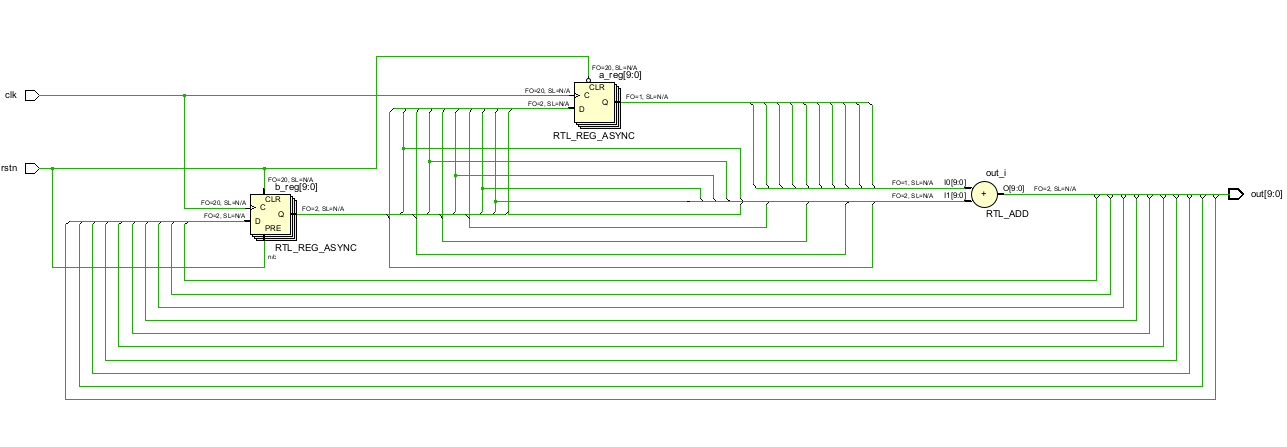 FO=20, SL=N/A
a_reg[9:0]
clk
FO=20, SL=N/A
CLR
C
FO=1, SL=N/A
FO=2, SL=N/A
D
Q
RTL_REG_ASYNC
rstn
out_i
FO=20, SL=N/A
b_reg[9:0]
FO=1, SL=N/A
I0[9:0]
O[9:0]
FO=2, SL=N/A
+
out[9:0]
FO=2, SL=N/A
I1[9:0]
RTL_ADD
CLR
FO=20, SL=N/A
C
FO=2, SL=N/A
FO=2, SL=N/A
D
Q
PRE
RTL_REG_ASYNC
n/c